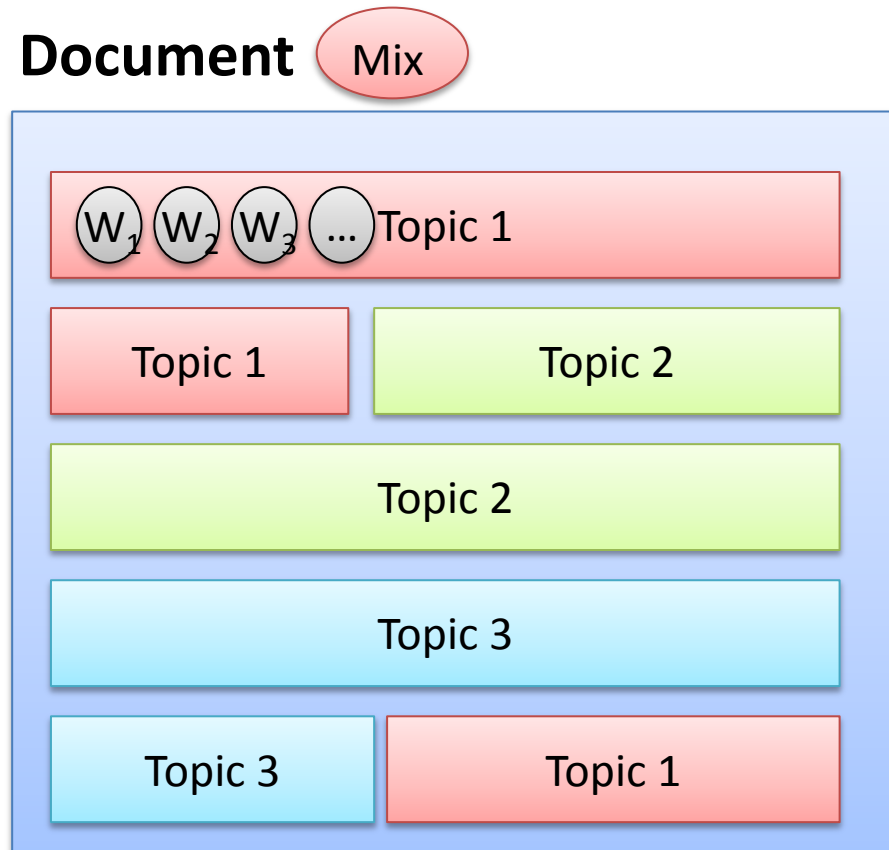 Document Mix
W1 W2 W3 ... Topic 1
Topic 1 Topic 2
Topic 2
Topic 3
Topic 3 Topic 1